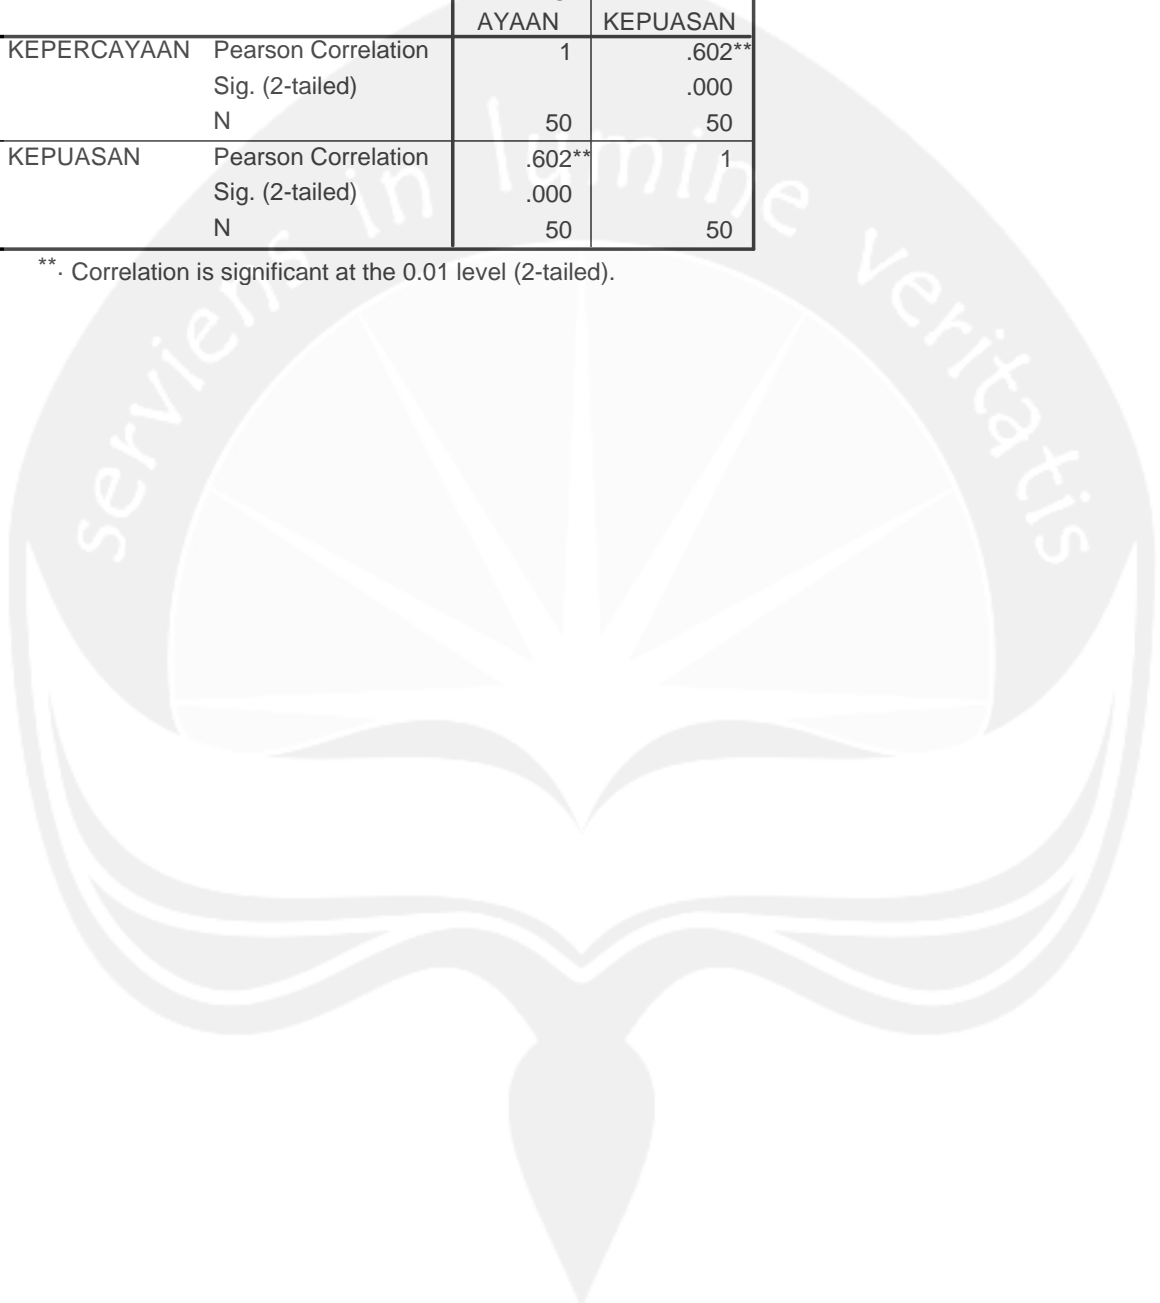 AYAAN KEPUASAN
KEPERCAYAAN Pearson Correlation 1 .602**
Sig. (2-tailed) .000
N 50 50
KEPUASAN Pearson Correlation .602** 1
Sig. (2-tailed) .000
N 50 50
**. Correlation is significant at the 0.01 level (2-tailed).
serviens in lumine veritatis